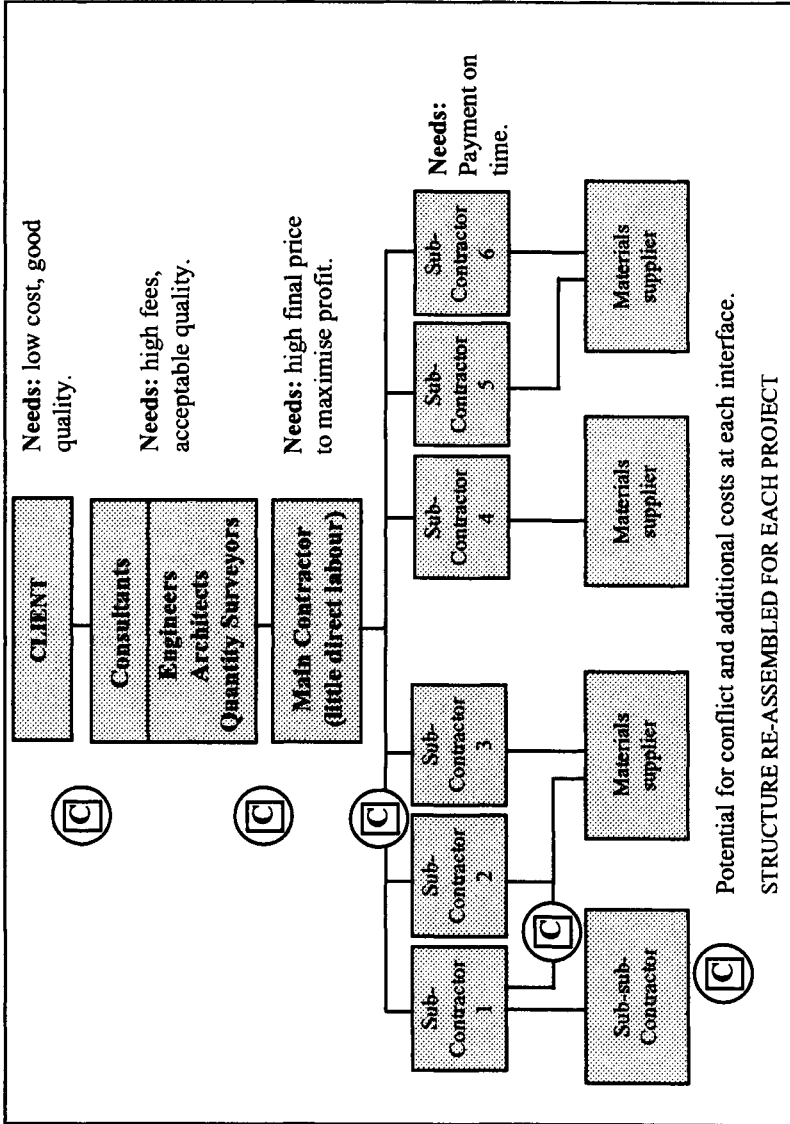 CLIENT
Needs: low cost, good
quality.
C
Consultants
Engineers
Architects
Quantity Surveyors
Needs: high fees,
acceptable quality.
C
Main Contractor
(little direct labour)
Needs: high final price
to maximise profit.
C
Sub-
Contractor
1
Sub-
Contractor
2
Sub-
Contractor
3
Sub-
Contractor
4
Sub-
Contractor
5
Sub-
Contractor
6
Needs:
Payment on
time.
C
Sub-sub-
Contractor
Materials
supplier
Materials
supplier
Materials
supplier
C
Potential for conflict and additional costs at each interface.
STRUCTURE RE-ASSEMBLED FOR EACH PROJECT